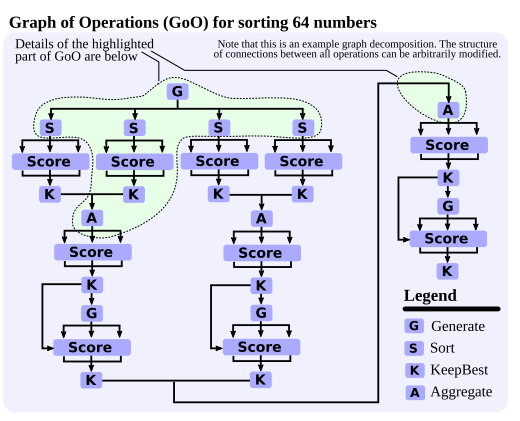 Graph of Operations (GoO) for sorting 64 numbers
Details of the highlighted
part of GoO are below
Note that this is an example graph decomposition. The structure
of connections between all operations can be arbitrarily modified.
G
S
S
S
S
Score
Score
Score
Score
K
K
K
K
A
A
Score
Score
K
K
G
G
Score
Score
K
K
A
Score
K
G
Score
K
Legend
G Generate
S Sort
K KeepBest
A Aggregate